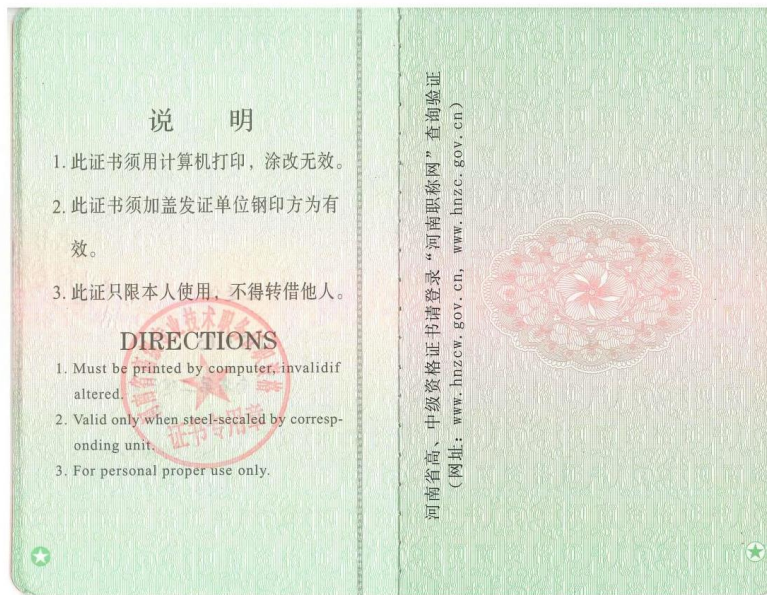 说 明
1. 此证书须用计算机打印，涂改无效。
2. 此证书须加盖发证单位钢印方为有
效。
3. 此证只限本人使用，不得转借他人。
DIRECTIONS
1. Must be printed by computer, invalidif
altered.
2. Valid only when steel-secaled by corresp-
onding unit.
3. For personal proper use only.
证书专用章
河南省高、中级资格证书请登录“河南职称网”查询验证
（网址：www.hnzcw.gov.cn, www.hnzc.gov.cn）